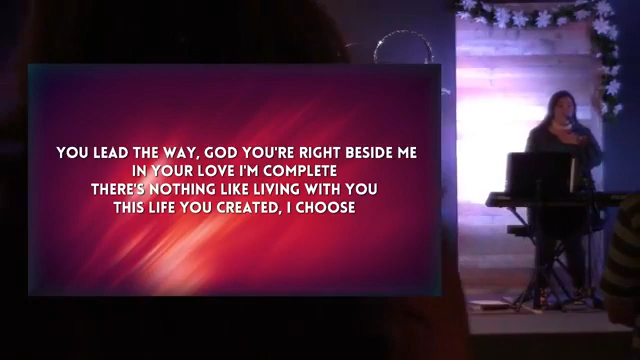 YOU LEAD THE WAY, GOD YOU'RE RIGHT BESIDE ME
IN YOUR LOVE I'M COMPLETE
THERE'S NOTHING LIKE LIVING WITH YOU
THIS LIFE YOU CREATED, I CHOOSE